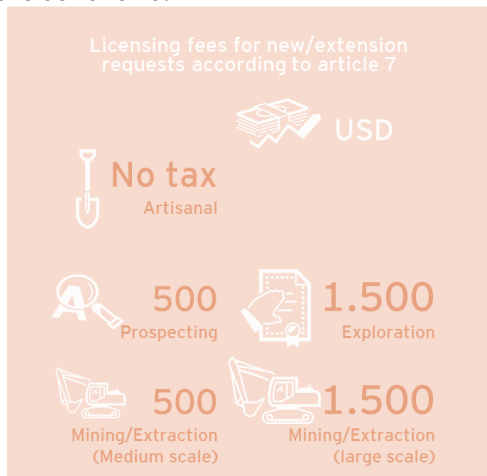 Licensing fees for new/extension
requests according to article 7
USD
No tax
Artisanal
500
Prospecting
1.500
Exploration
500
Mining/Extraction
(Medium scale)
1.500
Mining/Extraction
(large scale)